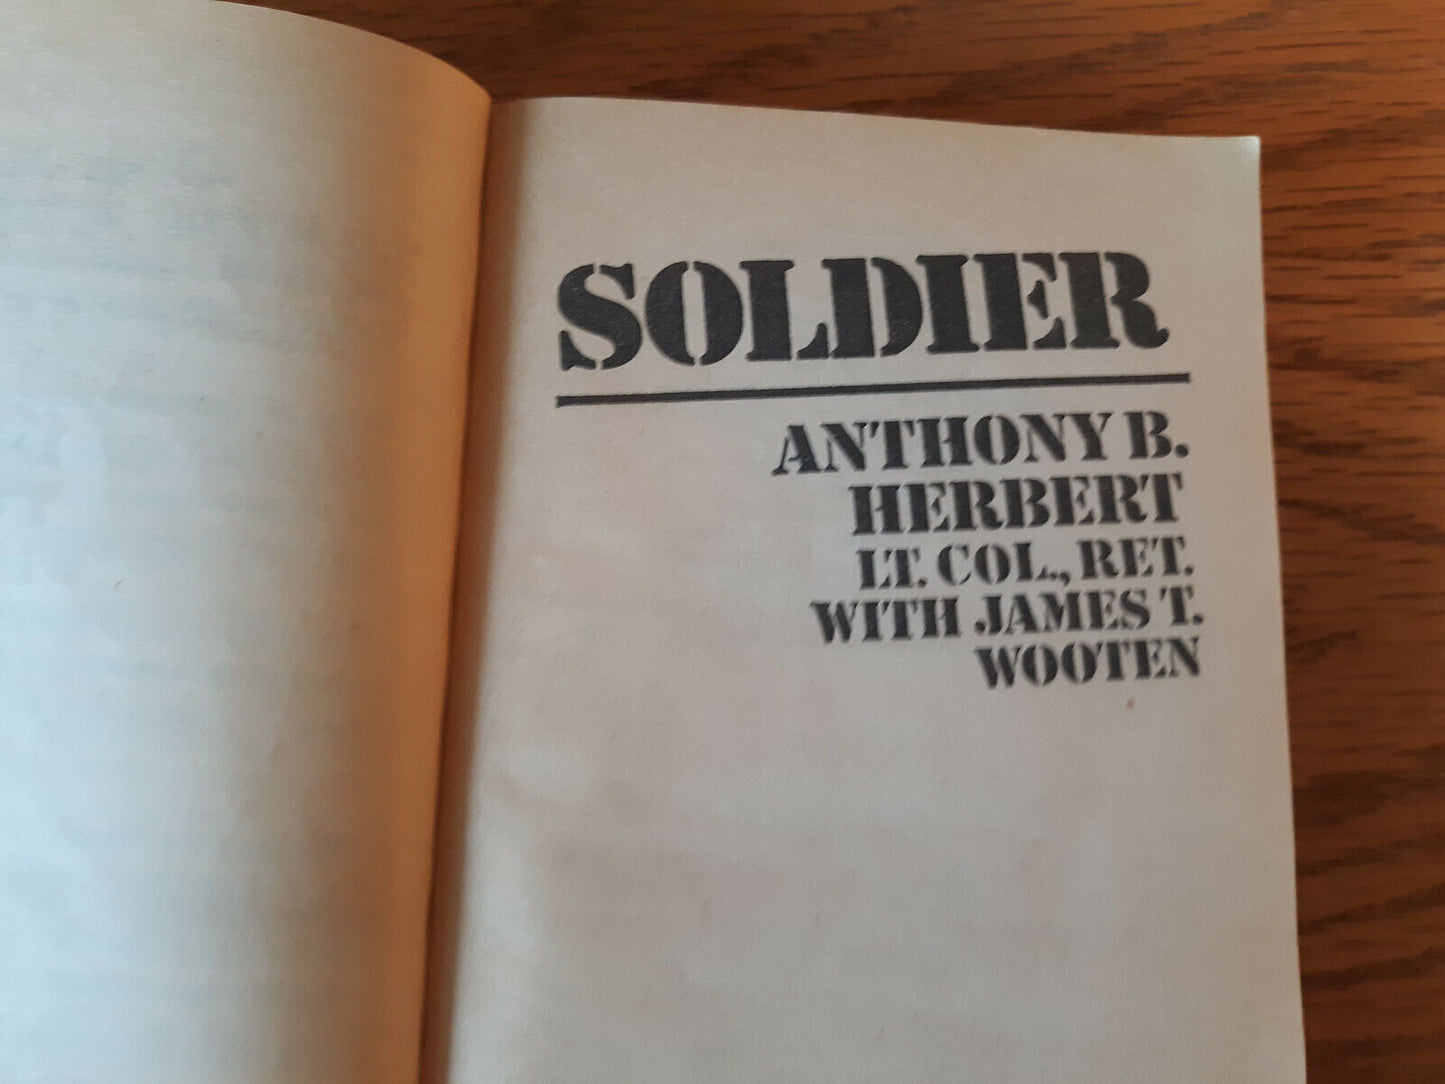 SOLDIER
ANTHONY B.
HERBERT
LT. COL., RET.
WITH JAMES T.
WOOTEN